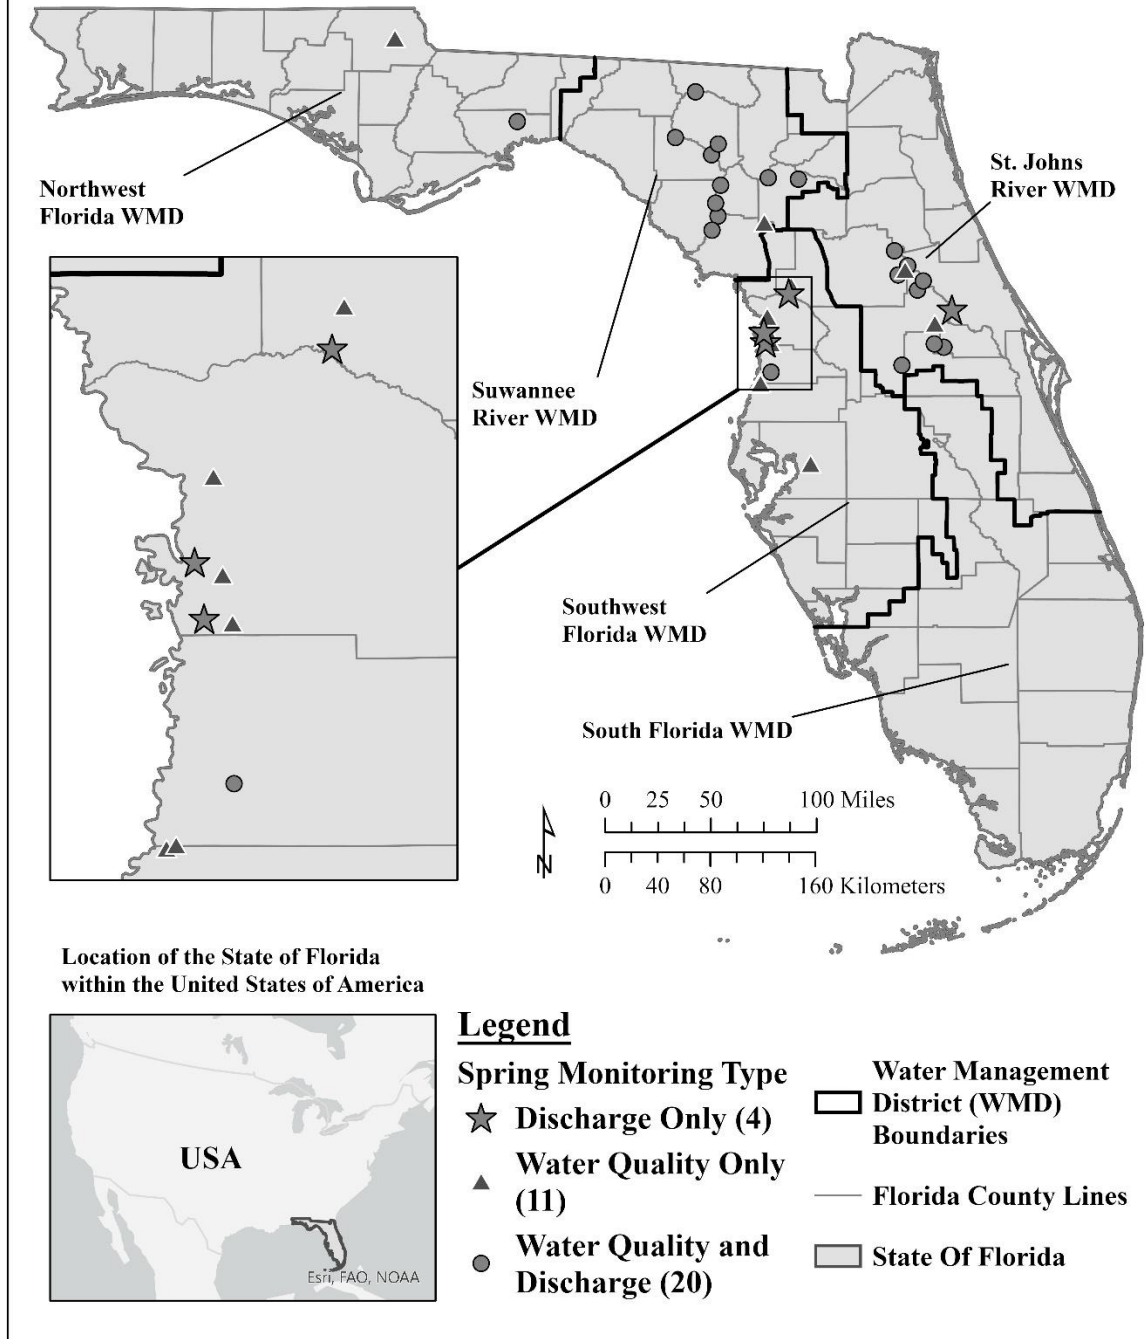 Northwest
Florida WMD
St. Johns
River WMD
Suwannee
River WMD
Southwest
Florida WMD
South Florida WMD
0 25 50 100 Miles
0 40 80 160 Kilometers
N
Location of the State of Florida
within the United States of America
USA
Esri, FAO, NOAA
Legend
Spring Monitoring Type
Discharge Only (4)
Water Quality Only
(11)
Water Quality and
Discharge (20)
Water Management
District (WMD)
Boundaries
Florida County Lines
State Of Florida